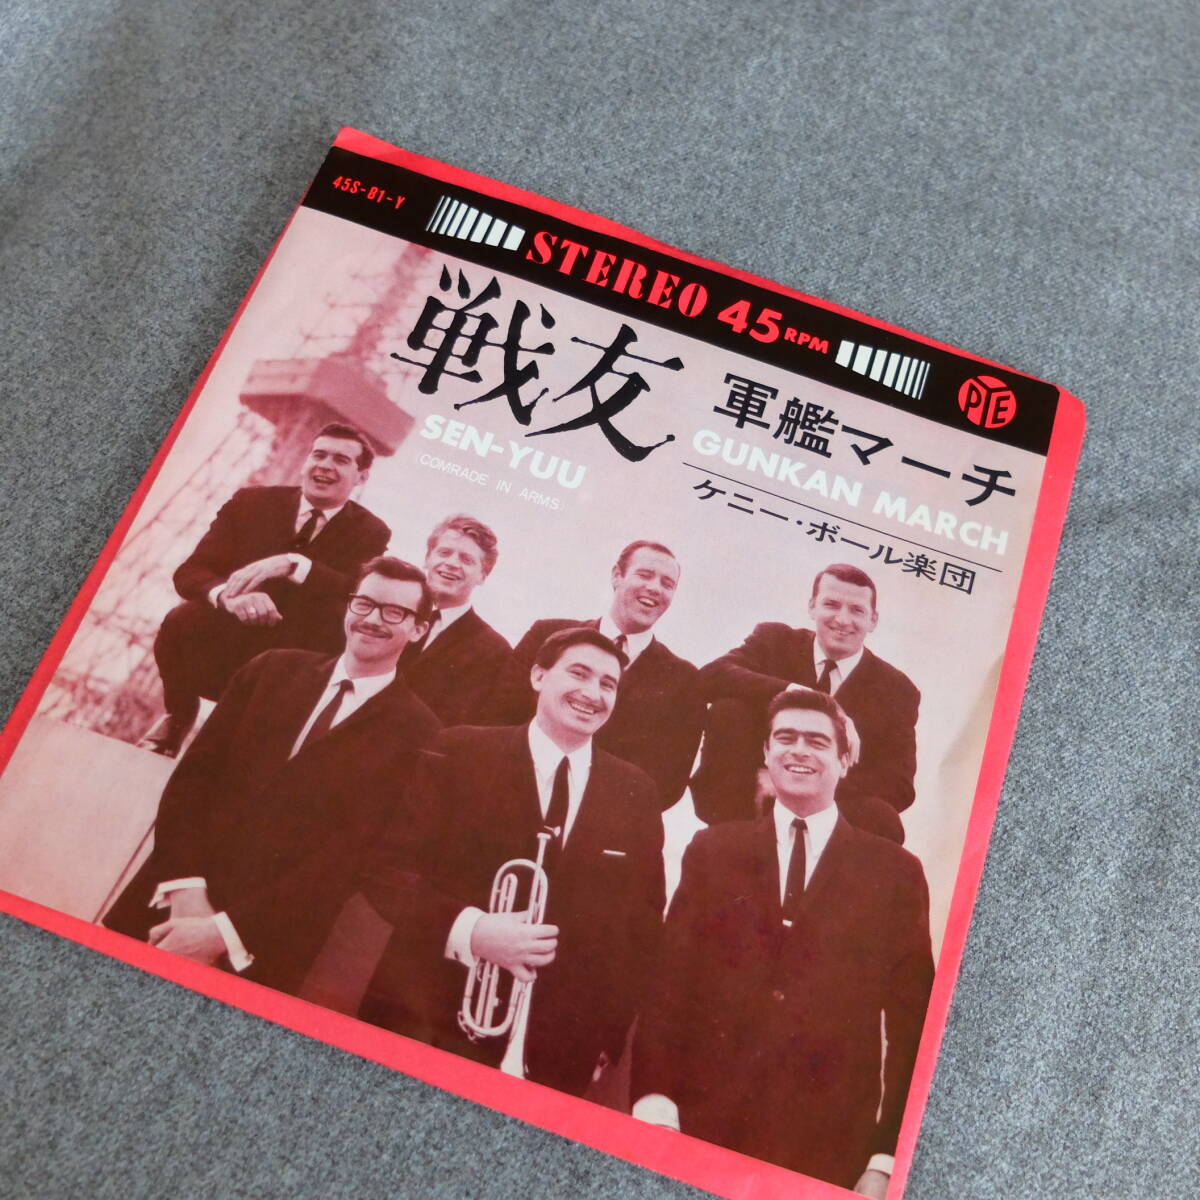 45S-81-Y
STEREO 45 RPM
PYE
戦友
SEN-YUU
(COMRADE IN ARMS)
軍艦マーチ
GUNKAN MARCH
ケニー・ボール楽団